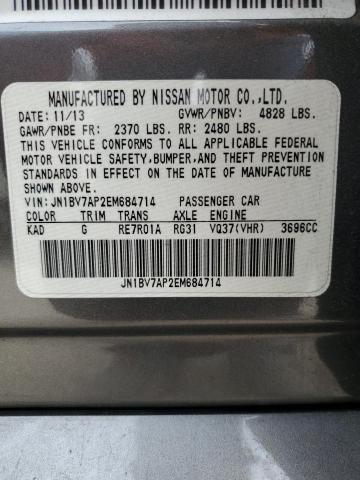 MANUFACTURED BY NISSAN MOTOR CO.,LTD.
DATE: 11/13 GVWR/PNBV: 4828 LBS.
GAWR/PNBE FR: 2370 LBS. RR: 2480 LBS.
THIS VEHICLE CONFORMS TO ALL APPLICABLE FEDERAL
MOTOR VEHICLE SAFETY,BUMPER,AND THEFT PREVENTION
STANDARDS IN EFFECT ON THE DATE OF MANUFACTURE
SHOWN ABOVE.
VIN: JN1BV7AP2EM684714 PASSENGER CAR
COLOR TRIM TRANS AXLE ENGINE
KAD G RE7R01A RG31 VQ37(VHR) 3696CC
JN1BV7AP2EM684714